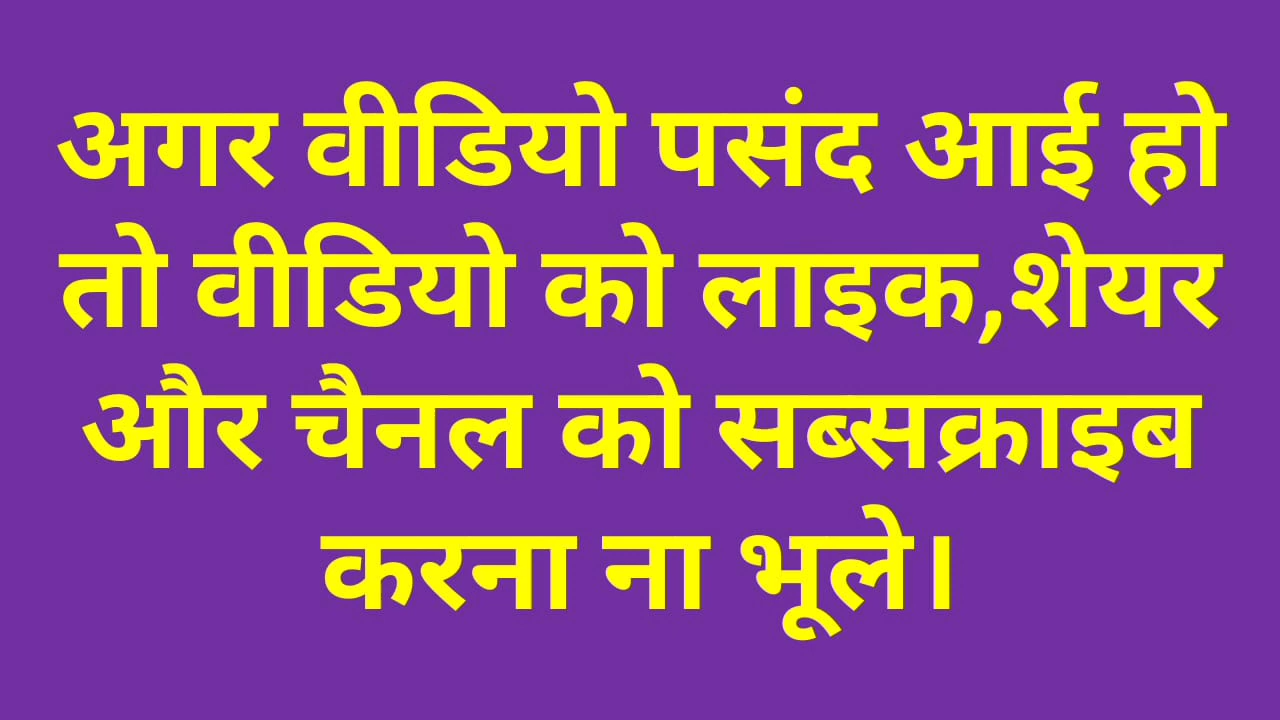 अगर वीडियो पसंद आई हो
तो वीडियो को लाइक,शेयर
और चैनल को सब्सक्राइब
करना ना भूले।